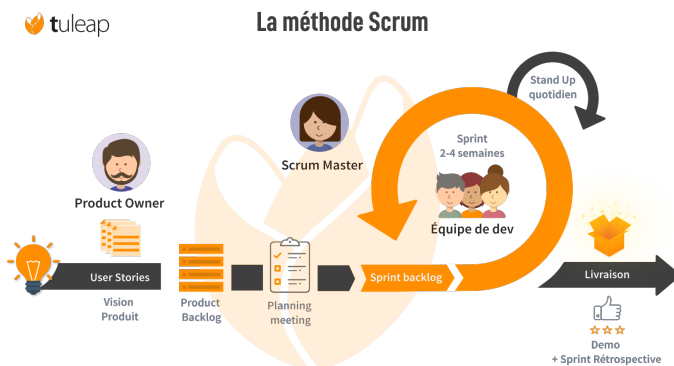 tuleap
La méthode Scrum
Stand Up
quotidien
Sprint
2-4 semaines
Scrum Master
Product Owner
Équipe de dev
User Stories
Sprint backlog
Livraison
Vision
Produit
Product
Backlog
Planning
meeting
Demo
+ Sprint Rétrospective